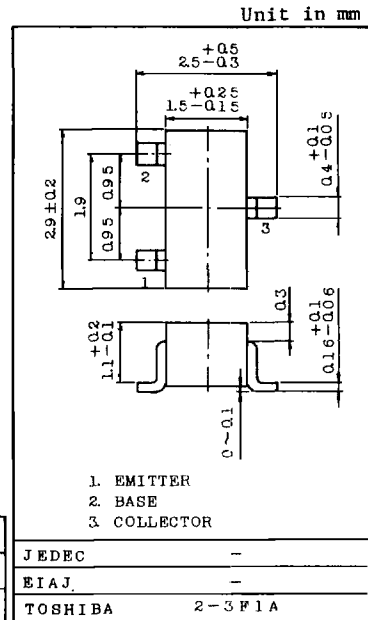 Unit in mm
+0.5
2.5-0.3
+0.25
1.5-0.15
2.9±0.2
1.9
0.95
0.95
2
1
3
+0.1
0.4-0.05
+0.2
1.1-0.1
0.3
+0.1
0.16-0.06
0~0.1
1. EMITTER
2. BASE
3. COLLECTOR
JEDEC -
EIAJ -
TOSHIBA 2-3F1A